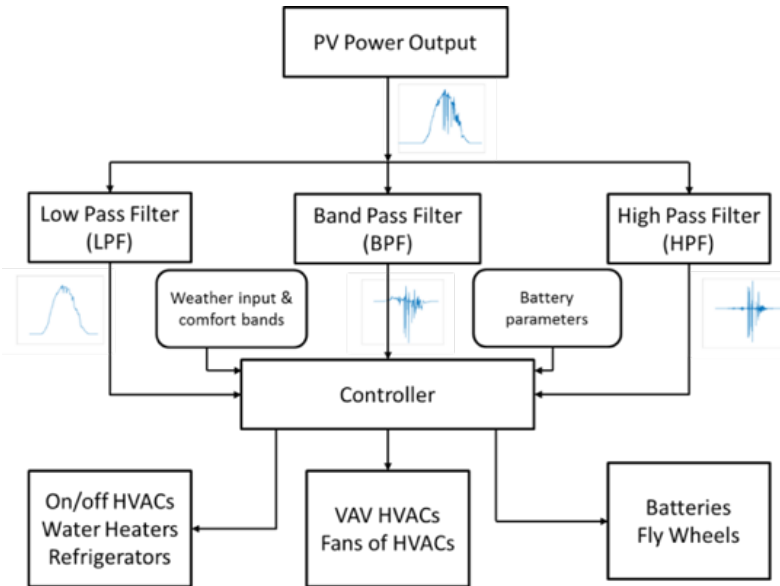 PV Power Output
Low Pass Filter
(LPF)
Band Pass Filter
(BPF)
High Pass Filter
(HPF)
Weather input &
comfort bands
Battery
parameters
Controller
On/off HVACs
Water Heaters
Refrigerators
VAV HVACs
Fans of HVACs
Batteries
Fly Wheels